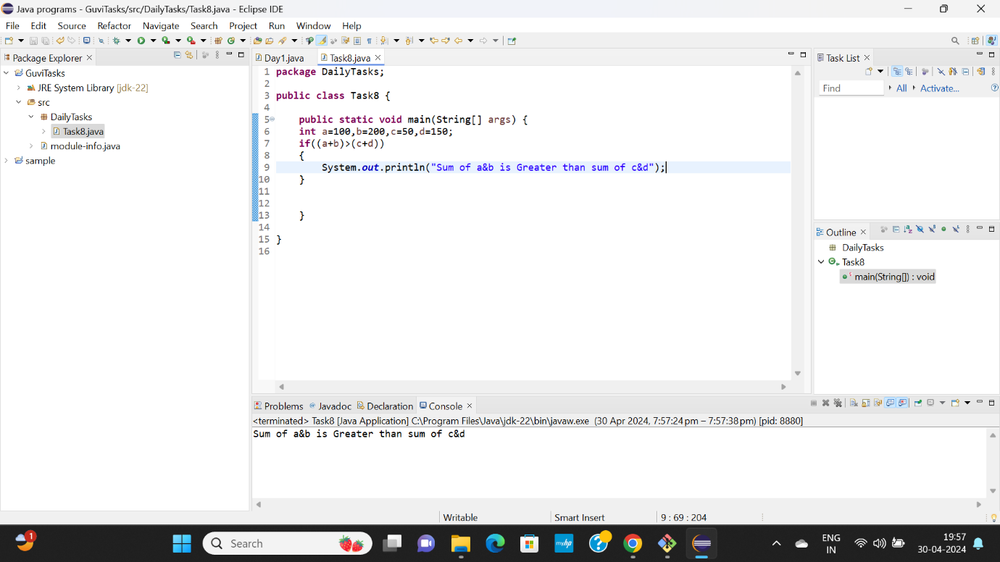 Java programs - GuviTasks/src/DailyTasks/Task8.java - Eclipse IDE
File Edit Source Refactor Navigate Search Project Run Window Help
Package Explorer
GuviTasks
JRE System Library [jdk-22]
src
DailyTasks
Task8.java
module-info.java
sample
Day1.java Task8.java
1 package DailyTasks;
2
3 public class Task8 {
4
5 public static void main(String[] args) {
6 int a=100,b=200,c=50,d=150;
7 if((a+b)>(c+d))
8 {
9 System.out.println("Sum of a&b is Greater than sum of c&d");
10 }
11
12
13 }
14
15 }
16
Task List
Find All Activate...
Outline
DailyTasks
Task8
main(String[]) : void
Problems Javadoc Declaration Console
<terminated> Task8 [Java Application] C:\Program Files\Java\jdk-22\bin\javaw.exe (30 Apr 2024, 7:57:24 pm – 7:57:38 pm) [pid: 8880]
Sum of a&b is Greater than sum of c&d
Writable Smart Insert 9 : 69 : 204
1
Search
myhp
ENG
IN
19:57
30-04-2024